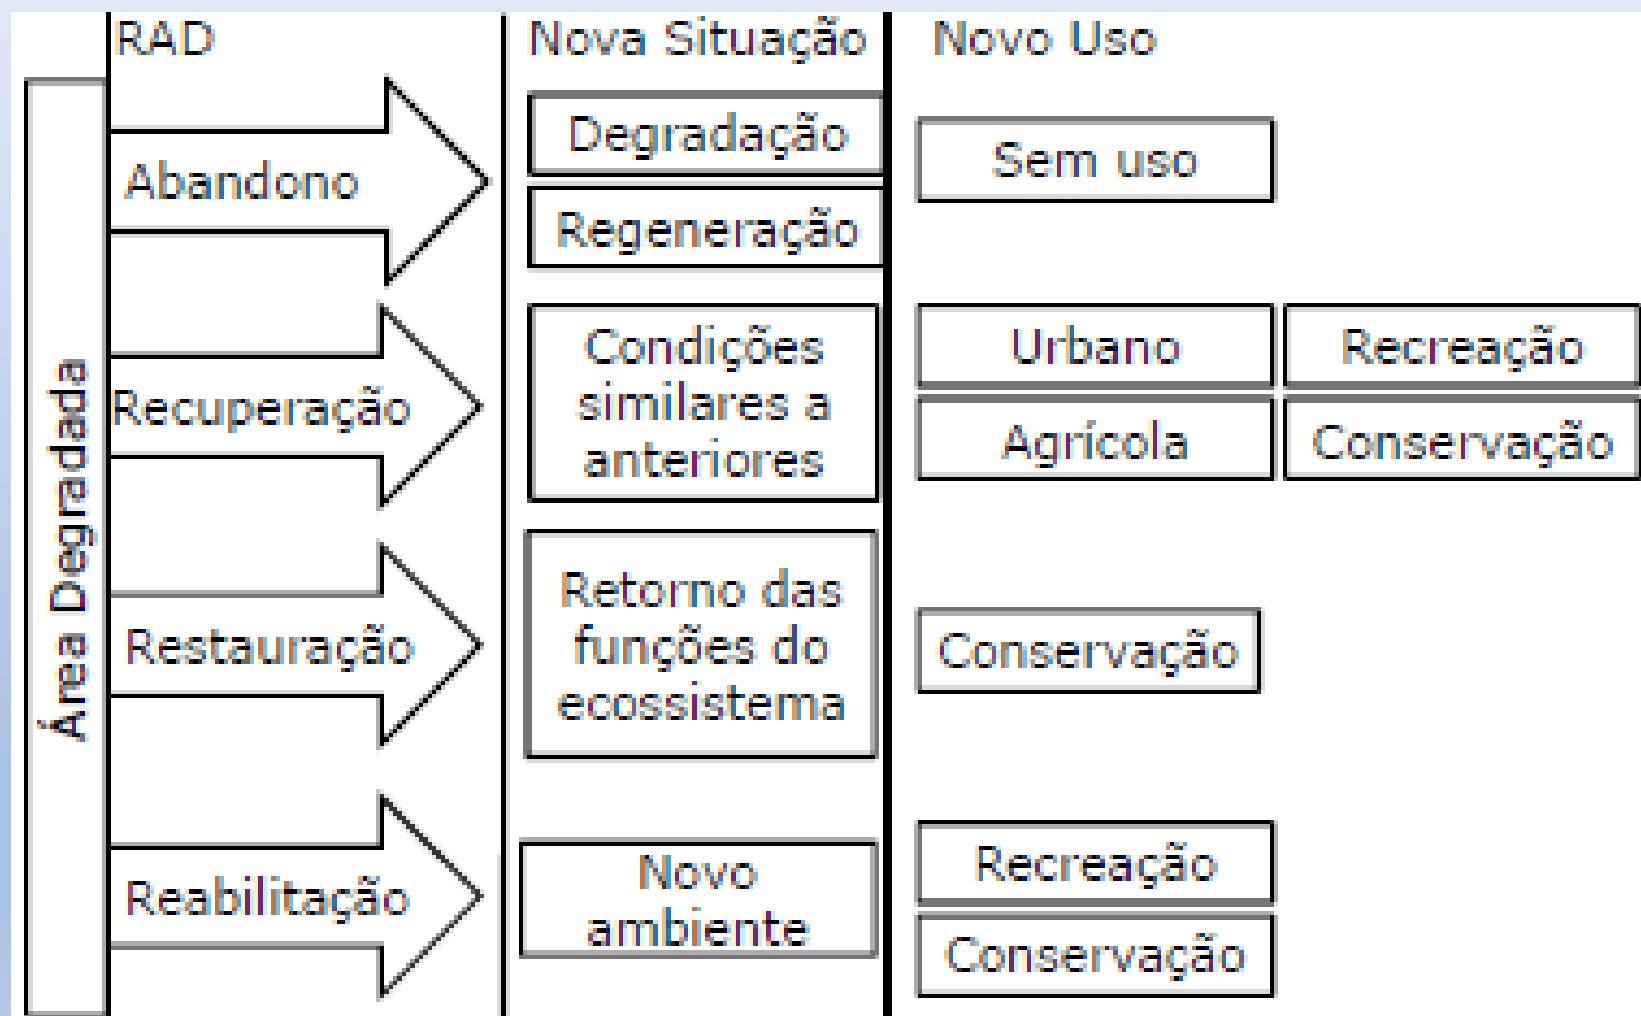 RAD
Nova Situação
Novo Uso
Área Degradada
Abandono
Degradação
Regeneração
Sem uso
Recuperação
Condições
similares a
anteriores
Urbano
Recreação
Agrícola
Conservação
Restauração
Retorno das
funções do
ecossistema
Conservação
Reabilitação
Novo
ambiente
Recreação
Conservação